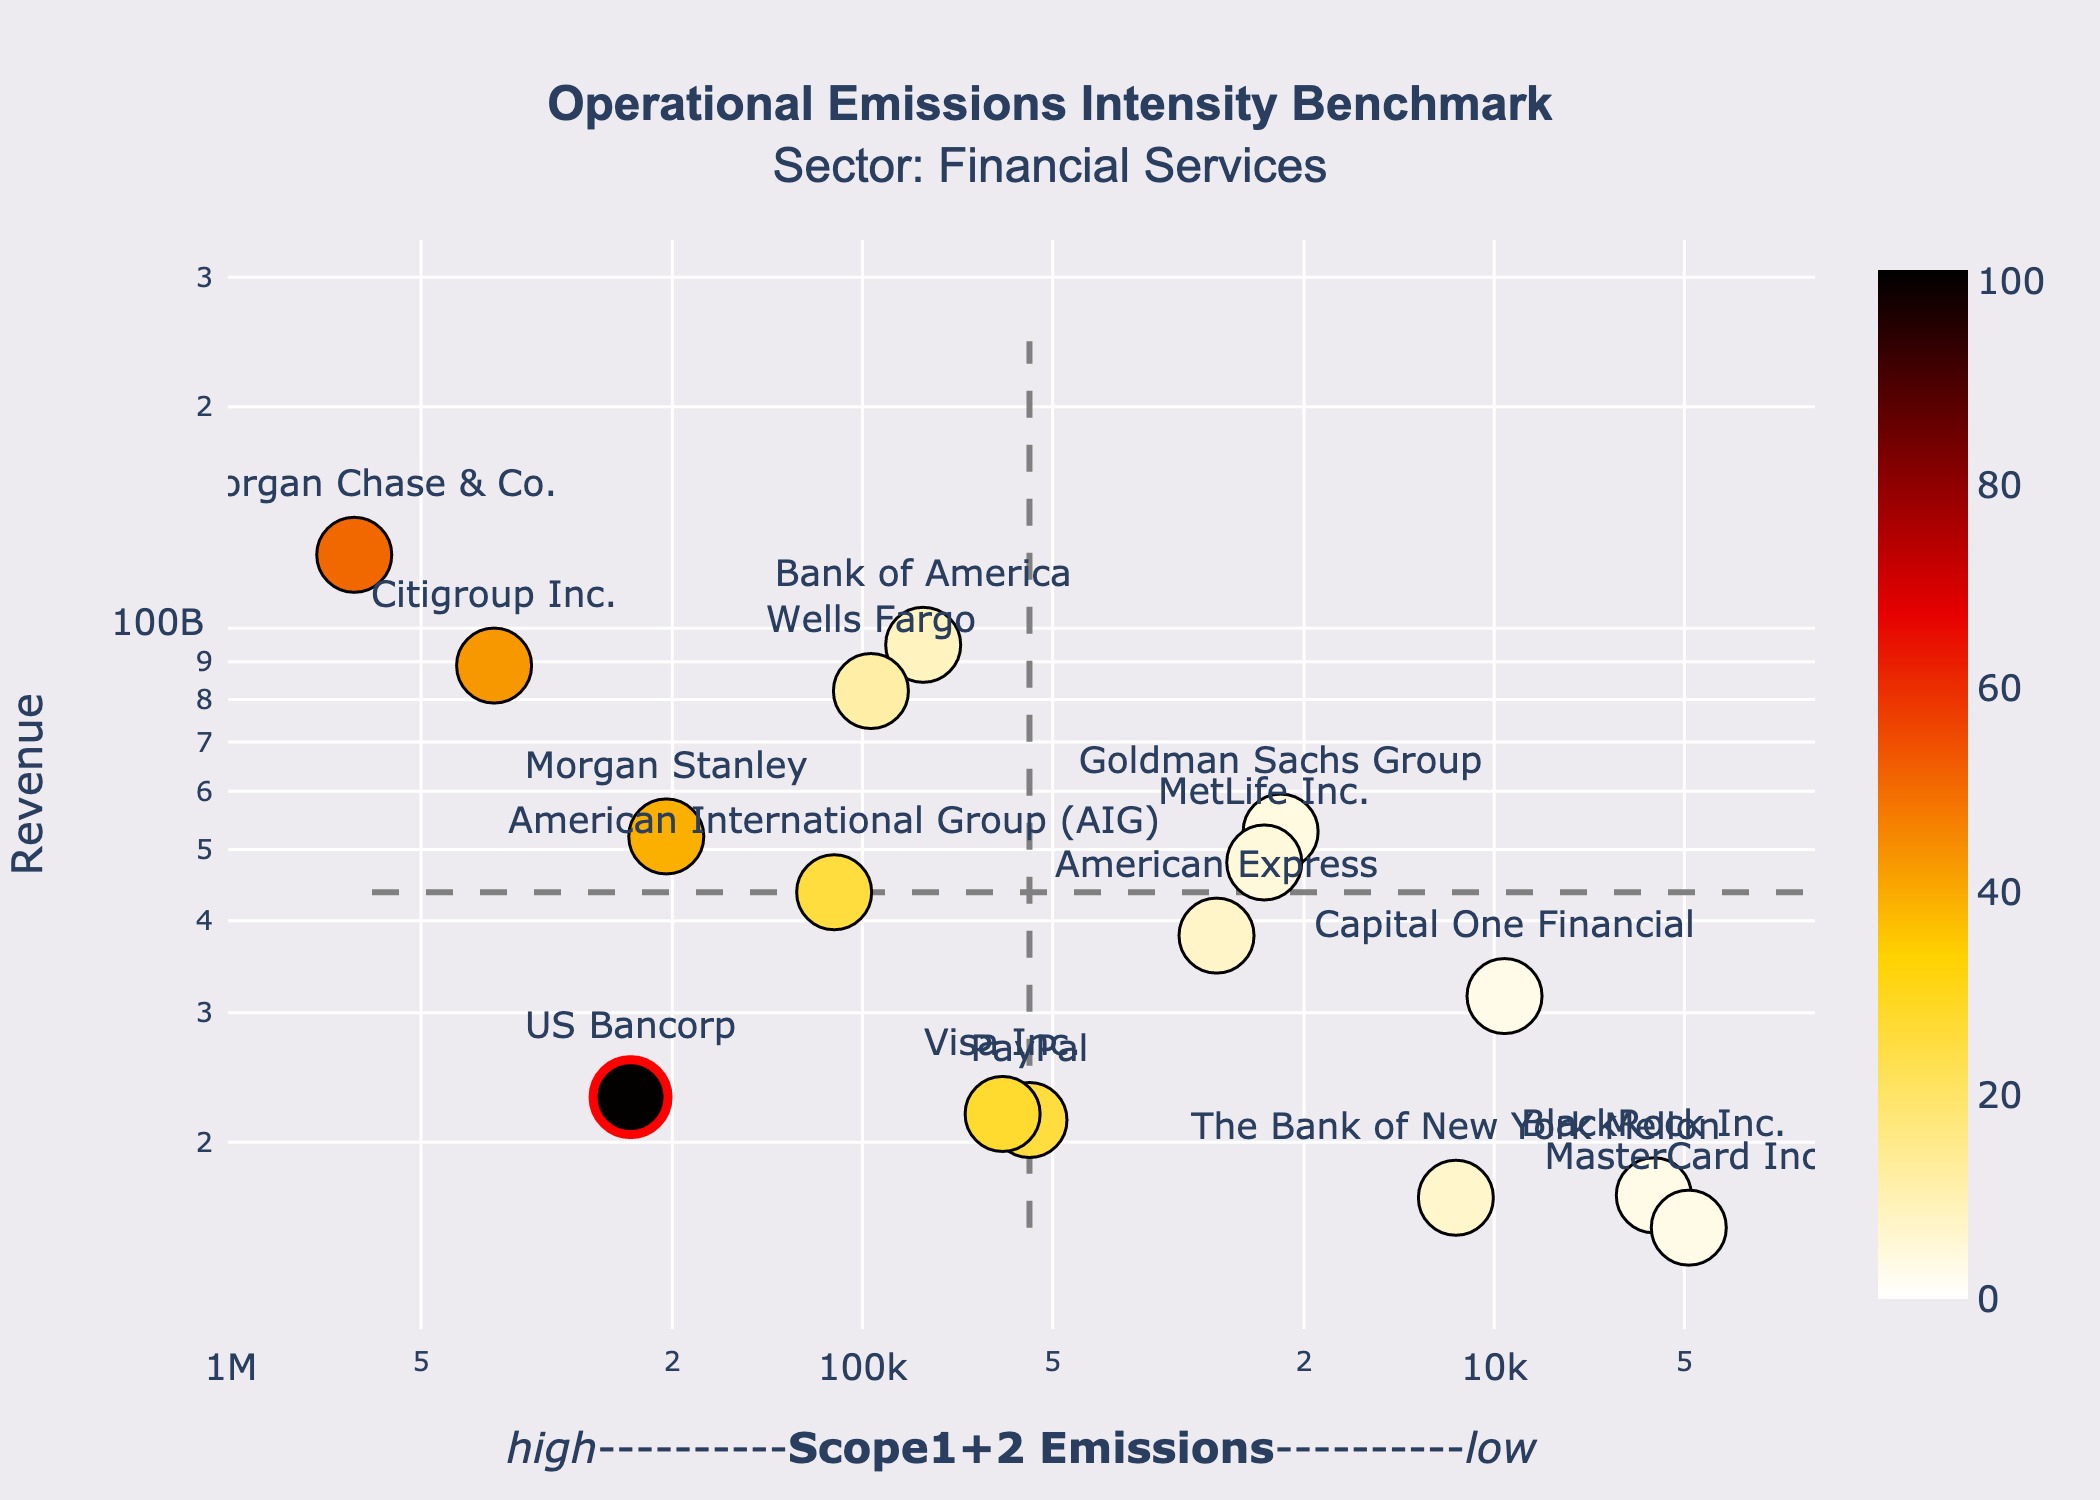 Operational Emissions Intensity Benchmark
Sector: Financial Services
3
2
100B
9
8
7
6
5
4
3
2
Revenue
organ Chase & Co.
Citigroup Inc.
Bank of America
Wells Fargo
Morgan Stanley
Goldman Sachs Group
MetLife Inc.
American International Group (AIG)
American Express
Capital One Financial
US Bancorp
Visa Inc.
PayPal
The Bank of New York Mellon
BlackRock Inc.
MasterCard Inc
100
80
60
40
20
0
1M
5
2
100k
5
2
10k
5
high----------Scope1+2 Emissions----------low